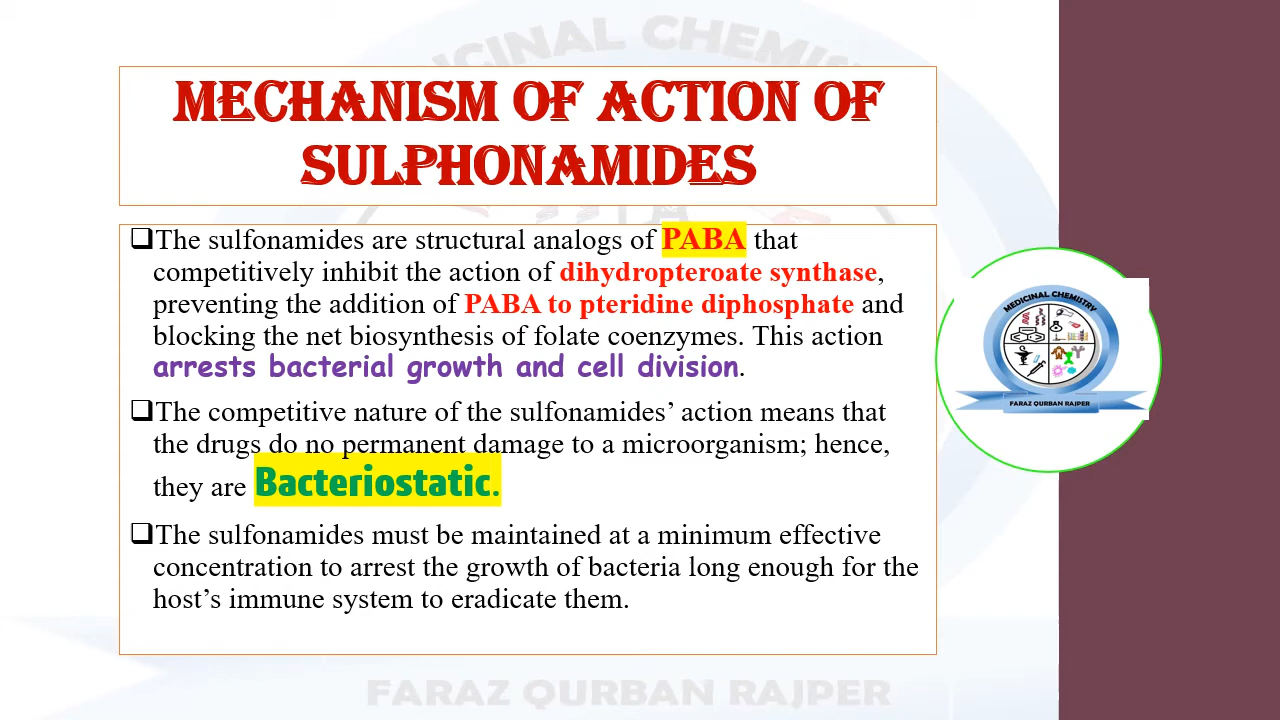 MEDICINAL CHEMISTRY
MECHANISM OF ACTION OF
SULPHONAMIDES
❑The sulfonamides are structural analogs of PABA that
competitively inhibit the action of dihydropteroate synthase,
preventing the addition of PABA to pteridine diphosphate and
blocking the net biosynthesis of folate coenzymes. This action
arrests bacterial growth and cell division.
❑The competitive nature of the sulfonamides’ action means that
the drugs do no permanent damage to a microorganism; hence,
they are Bacteriostatic.
❑The sulfonamides must be maintained at a minimum effective
concentration to arrest the growth of bacteria long enough for the
host’s immune system to eradicate them.
MEDICINAL CHEMISTRY
FARAZ QURBAN RAJPER
FARAZ QURBAN RAJPER